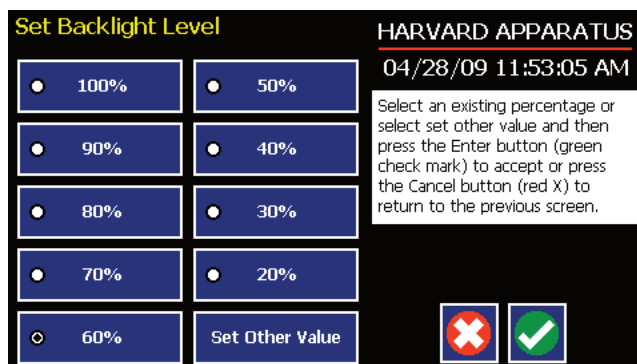 Set Backlight Level
100%
90%
80%
70%
60%
50%
40%
30%
20%
Set Other Value
HARVARD APPARATUS
04/28/09 11:53:05 AM
Select an existing percentage or
select set other value and then
press the Enter button (green
check mark) to accept or press
the Cancel button (red X) to
return to the previous screen.